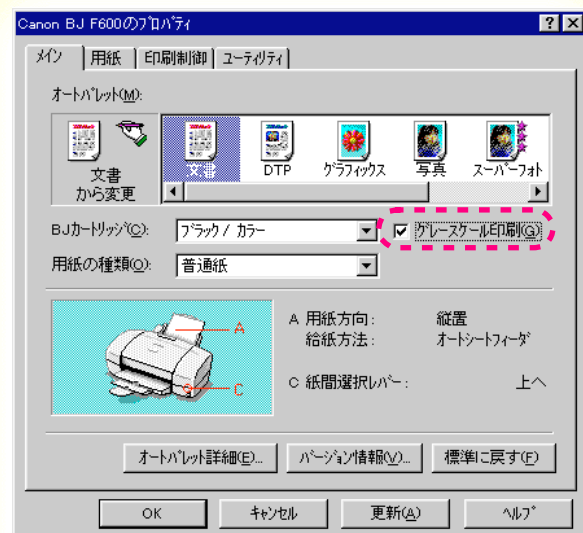 Canon BJ F600のﾌﾟﾛﾊﾟﾃｨ
ﾒｲﾝ 用紙 印刷制御 ﾕｰﾃｨﾘﾃｨ
ｵｰﾄﾊﾟﾚｯﾄ(M):
文書
から変更
文書 DTP ｸﾞﾗﾌｨｯｸｽ 写真 ｽｰﾊﾟｰﾌｫﾄ
BJｶｰﾄﾘｯｼﾞ(C): ﾌﾞﾗｯｸ / ｶﾗｰ ｸﾞﾚｰｽｹｰﾙ印刷(G)
用紙の種類(O): 普通紙
A 用紙方向: 縦置
給紙方法: ｵｰﾄｼｰﾄﾌｨｰﾀﾞ
C 紙間選択ﾚﾊﾞｰ: 上へ
A
C
ｵｰﾄﾊﾟﾚｯﾄ詳細(E)... ﾊﾞｰｼﾞｮﾝ情報(V)... 標準に戻す(F)
OK ｷｬﾝｾﾙ 更新(A) ﾍﾙﾌﾟ